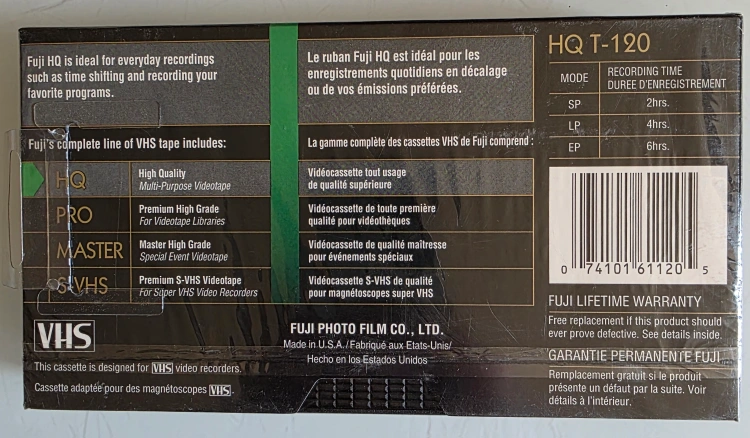 Fuji HQ is ideal for everyday recordings
such as time shifting and recording your
favorite programs.
Le ruban Fuji HQ est idéal pour les
enregistrements quotidiens en décalage
ou de vos émissions préférées.
Fuji's complete line of VHS tape includes:
La gamme complète des cassettes VHS de Fuji comprend :
HQ
High Quality
Multi-Purpose Videotape
Vidéocassette tout usage
de qualité supérieure
PRO
Premium High Grade
For Videotape Libraries
Vidéocassette de toute première
qualité pour vidéothèques
MASTER
Master High Grade
Special Event Videotape
Vidéocassette de qualité maîtresse
pour événements spéciaux
S-VHS
Premium S-VHS Videotape
For Super VHS Video Recorders
Vidéocassette S-VHS de qualité
pour magnétoscopes super VHS
VHS
This cassette is designed for VHS video recorders.
Cassette adaptée pour des magnétoscopes VHS.
FUJI PHOTO FILM CO., LTD.
Made in U.S.A./Fabriqué aux Etats-Unis/
Hecho en los Estados Unidos
HQ T-120
MODE
RECORDING TIME
DUREE D'ENREGISTREMENT
SP 2hrs.
LP 4hrs.
EP 6hrs.
0 74101 61120 5
FUJI LIFETIME WARRANTY
Free replacement if this product should
ever prove defective. See details inside.
GARANTIE PERMANENTE FUJI
Remplacement gratuit si le produit
présente un défaut par la suite. Voir
détails à l'intérieur.